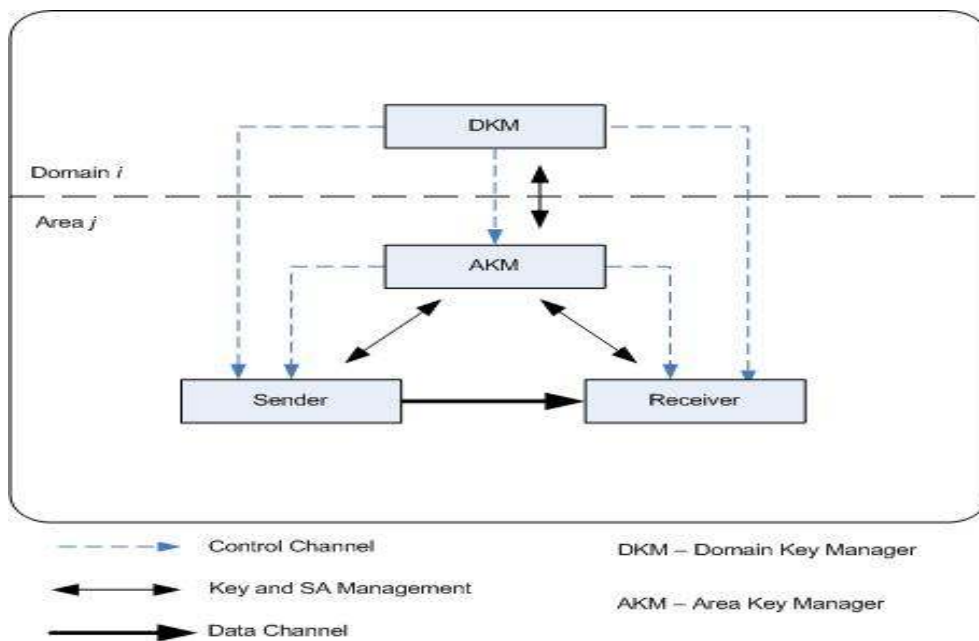 DKM
Domain i
Area j
AKM
Sender
Receiver
Control Channel
DKM – Domain Key Manager
Key and SA Management
AKM – Area Key Manager
Data Channel